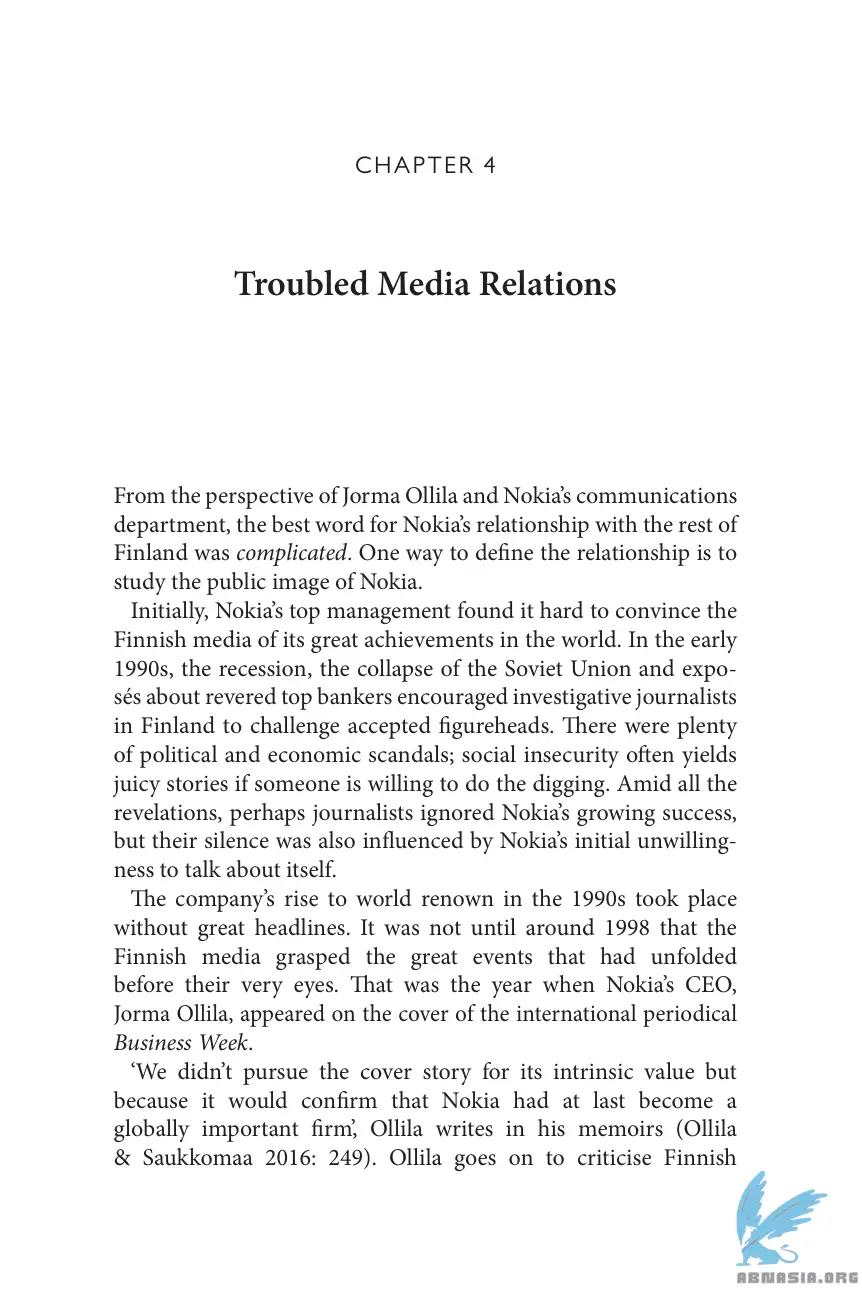 CHAPTER 4
Troubled Media Relations
From the perspective of Jorma Ollila and Nokia’s communications
department, the best word for Nokia’s relationship with the rest of
Finland was complicated. One way to define the relationship is to
study the public image of Nokia.
Initially, Nokia’s top management found it hard to convince the
Finnish media of its great achievements in the world. In the early
1990s, the recession, the collapse of the Soviet Union and expo-
sés about revered top bankers encouraged investigative journalists
in Finland to challenge accepted figureheads. There were plenty
of political and economic scandals; social insecurity often yields
juicy stories if someone is willing to do the digging. Amid all the
revelations, perhaps journalists ignored Nokia’s growing success,
but their silence was also influenced by Nokia’s initial unwilling-
ness to talk about itself.
The company’s rise to world renown in the 1990s took place
without great headlines. It was not until around 1998 that the
Finnish media grasped the great events that had unfolded
before their very eyes. That was the year when Nokia’s CEO,
Jorma Ollila, appeared on the cover of the international periodical
Business Week.
‘We didn’t pursue the cover story for its intrinsic value but
because it would confirm that Nokia had at last become a
globally important firm’, Ollila writes in his memoirs (Ollila
& Saukkomaa 2016: 249). Ollila goes on to criticise Finnish
ABNASIA.ORG